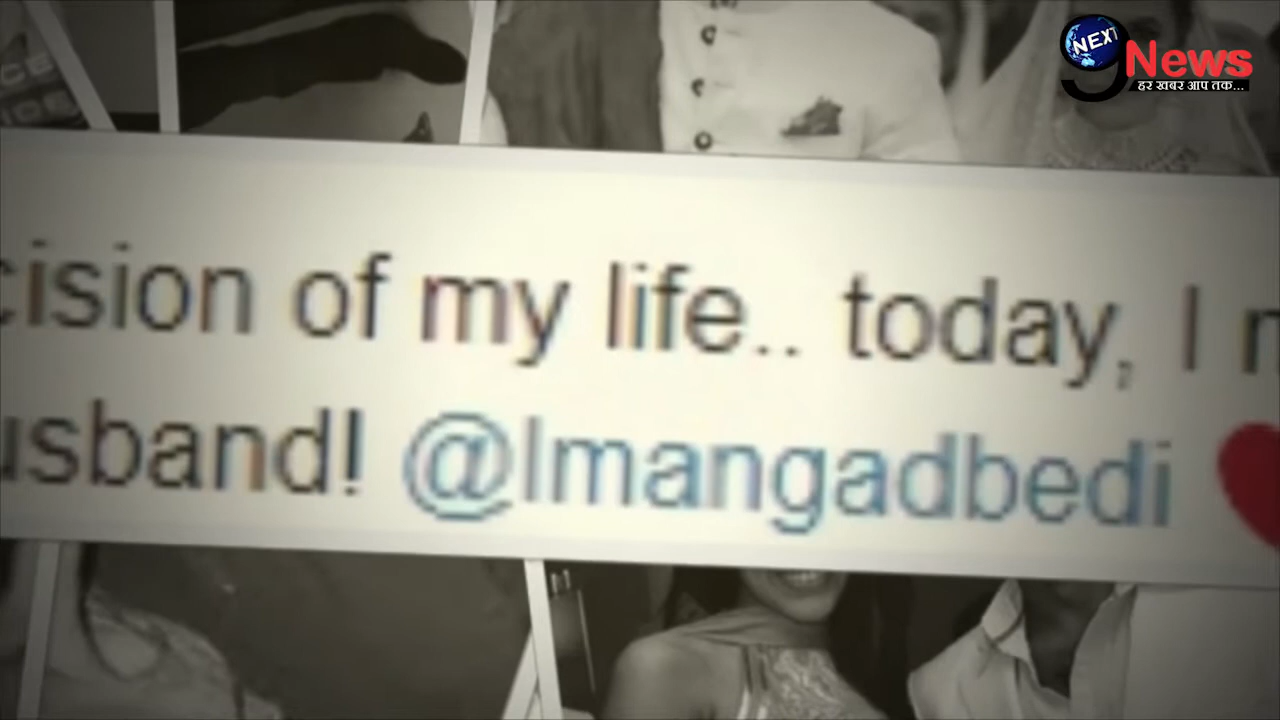 NEXT
9 News
हर खबर आप तक...
cision of my life.. today, I
usband! @Imangadbedi